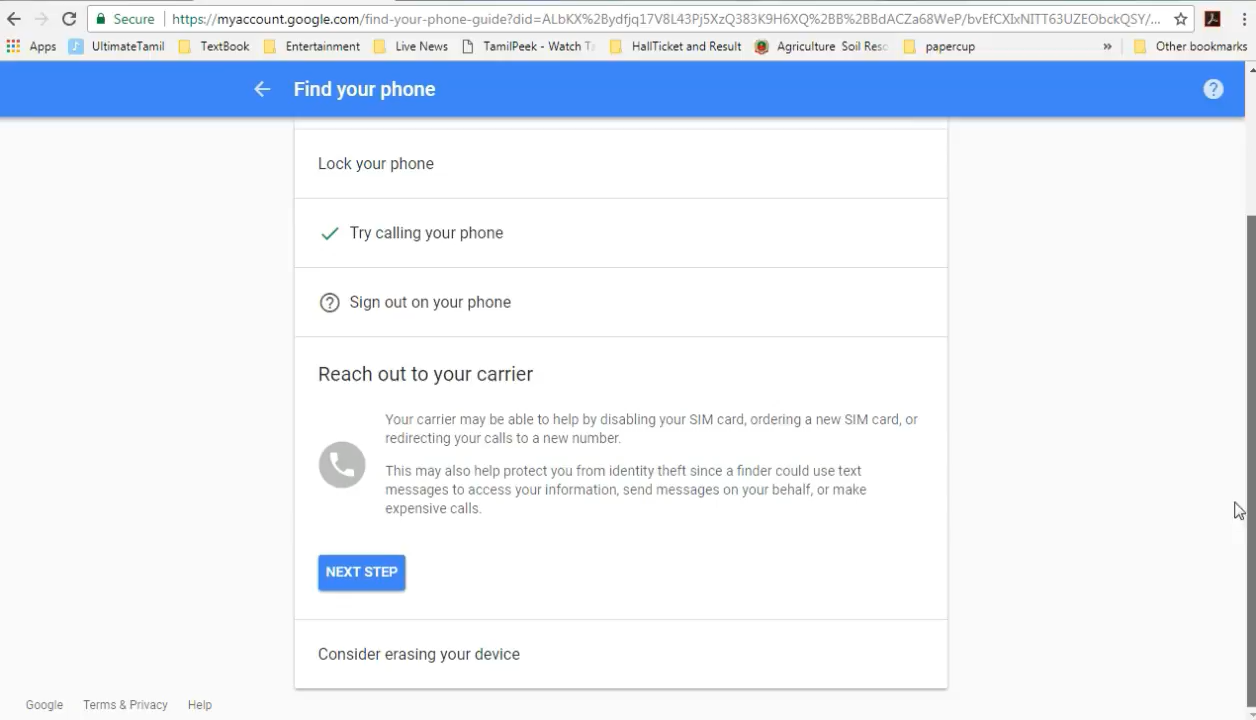 Secure https://myaccount.google.com/find-your-phone-guide?did=ALbKX%2Bydfjq17V8L43Pj5XzQ383K9H6XQ%2BB%2BBdACZa68WeP/bvEfCXIxNITT63UZEObckQSY/...
Apps UltimateTamil TextBook Entertainment Live News TamilPeek - Watch Ta HallTicket and Result Agriculture Soil Reso papercup » Other bookmarks
Find your phone
Lock your phone
Try calling your phone
Sign out on your phone
Reach out to your carrier
Your carrier may be able to help by disabling your SIM card, ordering a new SIM card, or
redirecting your calls to a new number.
This may also help protect you from identity theft since a finder could use text
messages to access your information, send messages on your behalf, or make
expensive calls.
NEXT STEP
Consider erasing your device
Google Terms & Privacy Help